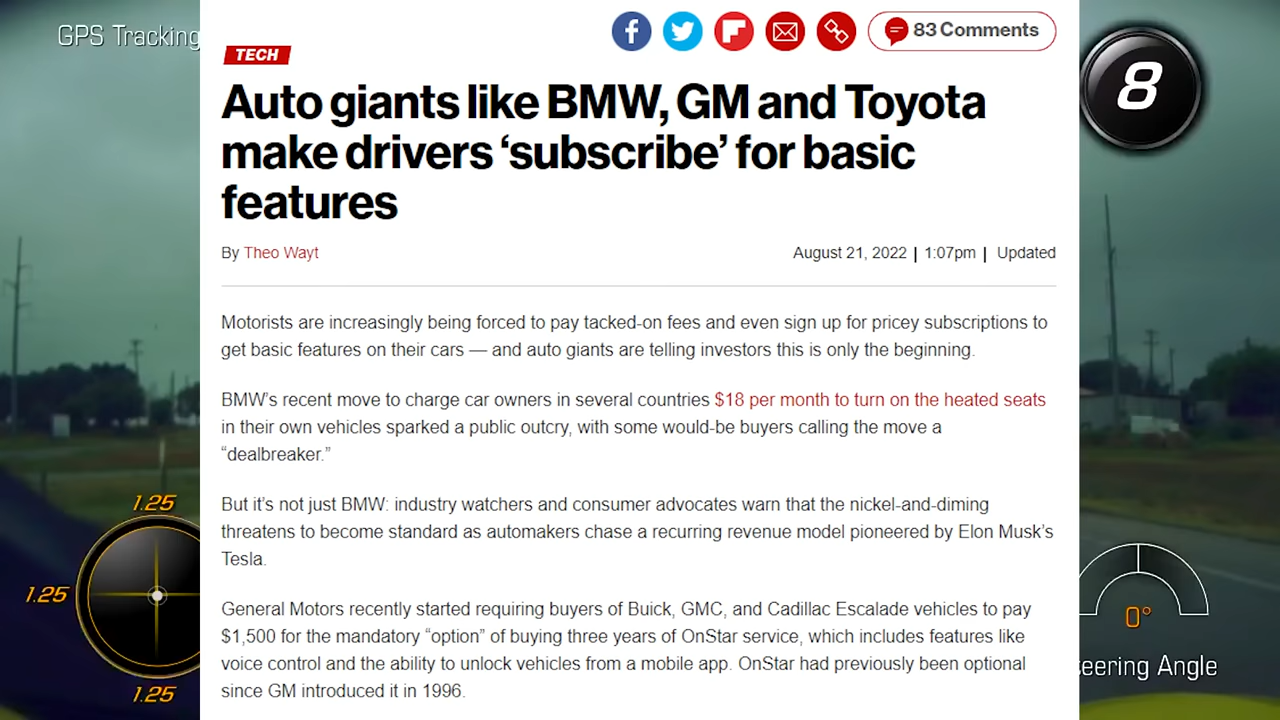 GPS Tracking
83 Comments
8
TECH
Auto giants like BMW, GM and Toyota
make drivers ‘subscribe’ for basic
features
By Theo Wayt
August 21, 2022 | 1:07pm | Updated
Motorists are increasingly being forced to pay tacked-on fees and even sign up for pricey subscriptions to
get basic features on their cars — and auto giants are telling investors this is only the beginning.
BMW’s recent move to charge car owners in several countries $18 per month to turn on the heated seats
in their own vehicles sparked a public outcry, with some would-be buyers calling the move a
“dealbreaker.”
But it’s not just BMW: industry watchers and consumer advocates warn that the nickel-and-diming
threatens to become standard as automakers chase a recurring revenue model pioneered by Elon Musk’s
Tesla.
General Motors recently started requiring buyers of Buick, GMC, and Cadillac Escalade vehicles to pay
$1,500 for the mandatory “option” of buying three years of OnStar service, which includes features like
voice control and the ability to unlock vehicles from a mobile app. OnStar had previously been optional
since GM introduced it in 1996.
1.25
1.25
1.25
0°
eering Angle